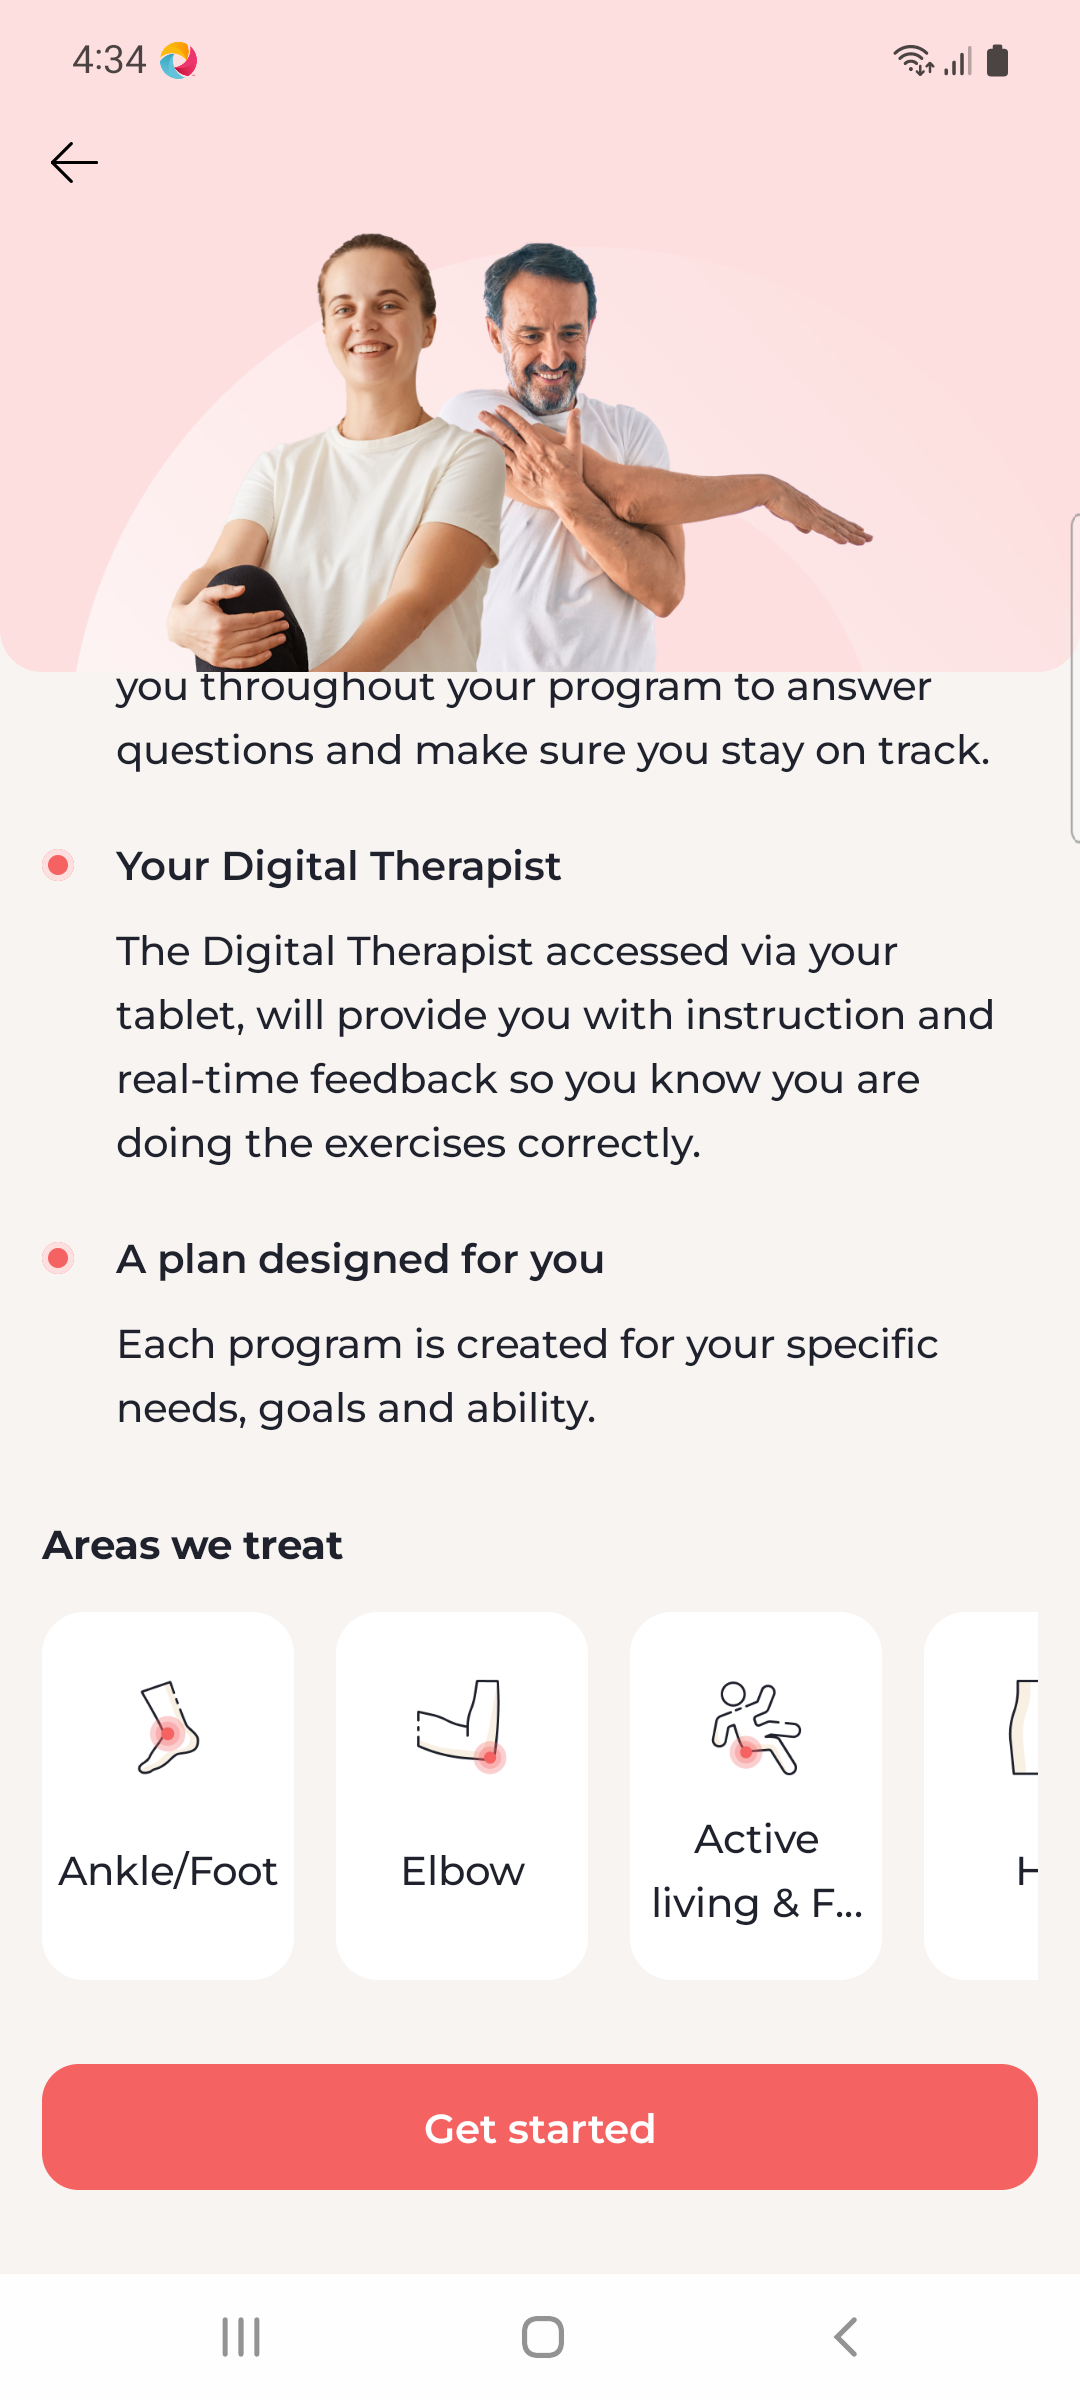 4:34
you throughout your program to answer
questions and make sure you stay on track.
Your Digital Therapist
The Digital Therapist accessed via your
tablet, will provide you with instruction and
real-time feedback so you know you are
doing the exercises correctly.
A plan designed for you
Each program is created for your specific
needs, goals and ability.
Areas we treat
Ankle/Foot
Elbow
Active
living & F...
Get started